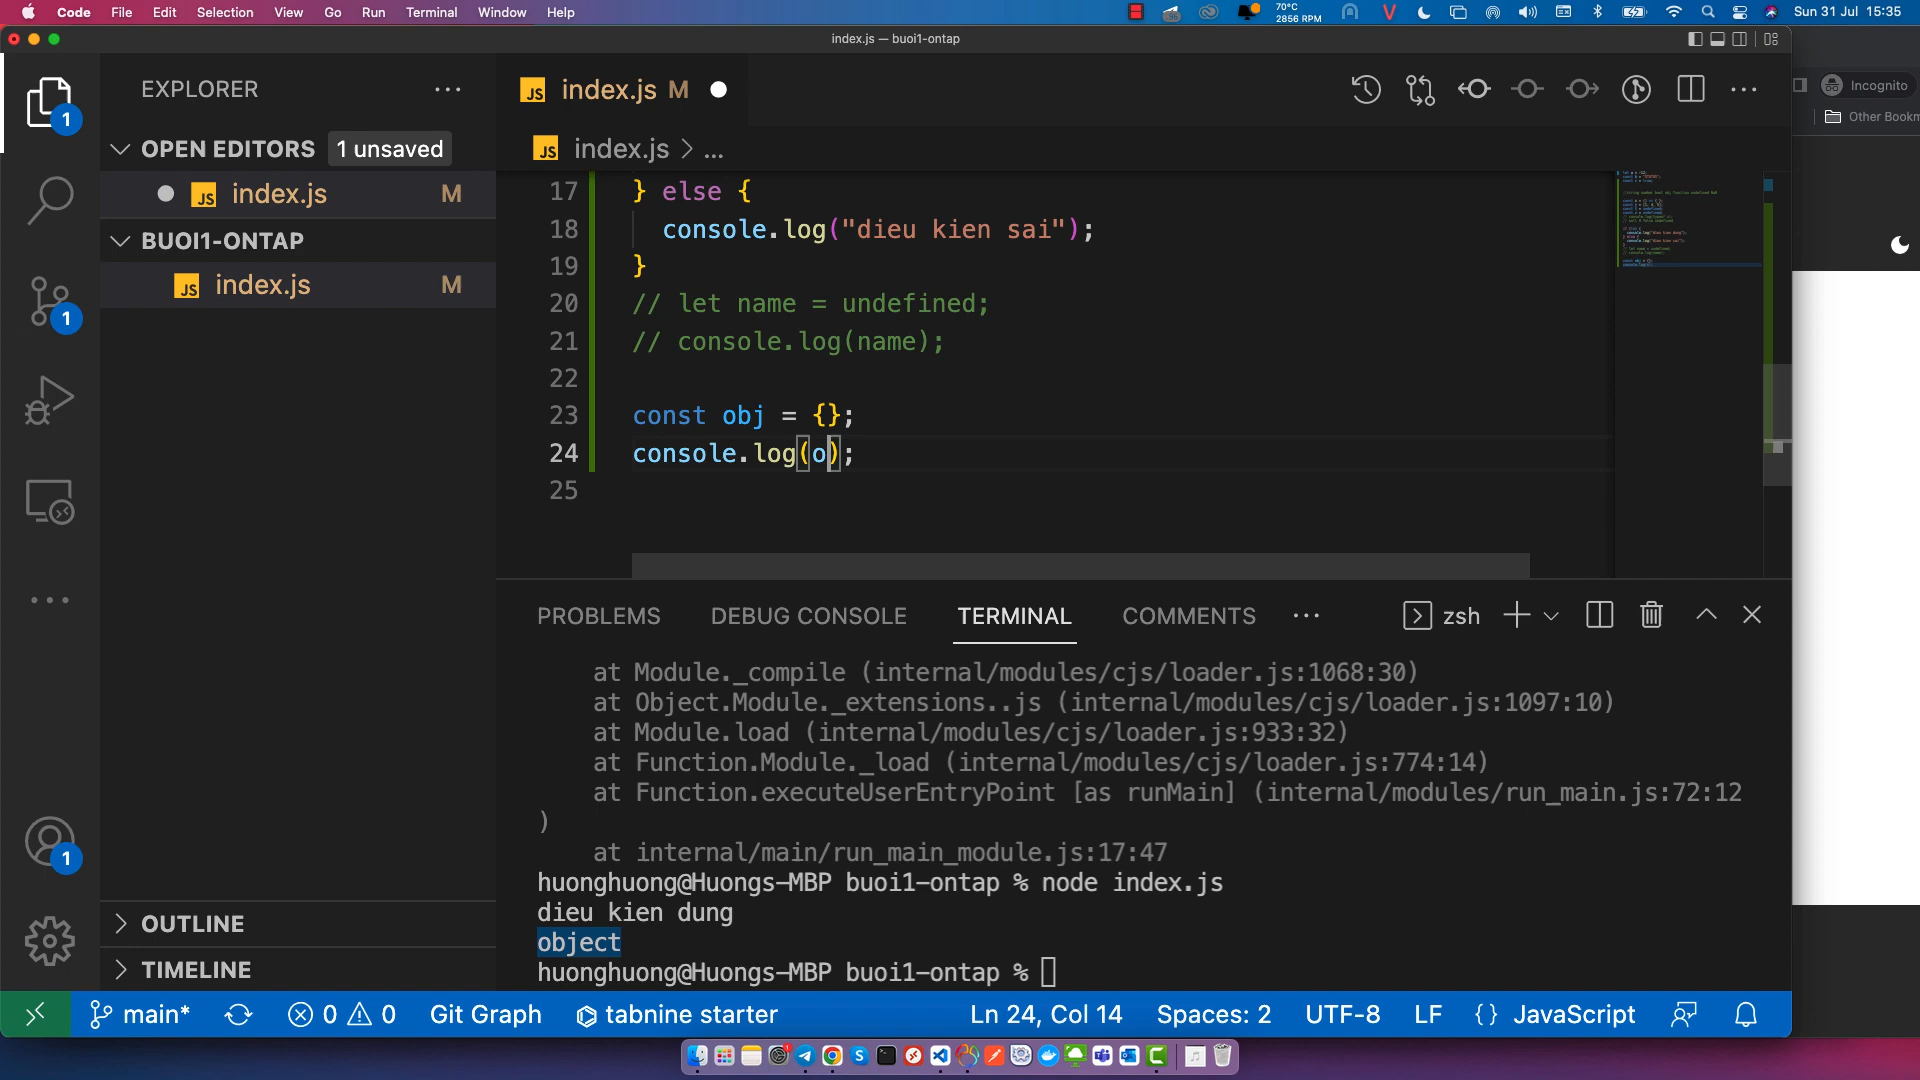 Code File Edit Selection View Go Run Terminal Window Help
70°C
2856 RPM
Sun 31 Jul 15:35
index.js — buoi1-ontap
Incognito
EXPLORER
index.js M
Other Bookm
OPEN EDITORS 1 unsaved
index.js > ...
index.js M
BUOI1-ONTAP
index.js M
17 } else {
18 console.log("dieu kien sai");
19 }
20 // let name = undefined;
21 // console.log(name);
22
23 const obj = {};
24 console.log(o);
25
PROBLEMS DEBUG CONSOLE TERMINAL COMMENTS ... zsh
at Module._compile (internal/modules/cjs/loader.js:1068:30)
at Object.Module._extensions..js (internal/modules/cjs/loader.js:1097:10)
at Module.load (internal/modules/cjs/loader.js:933:32)
at Function.Module._load (internal/modules/cjs/loader.js:774:14)
at Function.executeUserEntryPoint [as runMain] (internal/modules/run_main.js:72:12
)
at internal/main/run_main_module.js:17:47
huonghuong@Huongs-MBP buoi1-ontap % node index.js
dieu kien dung
object
huonghuong@Huongs-MBP buoi1-ontap %
OUTLINE
TIMELINE
main* 0 0 Git Graph tabnine starter Ln 24, Col 14 Spaces: 2 UTF-8 LF {} JavaScript